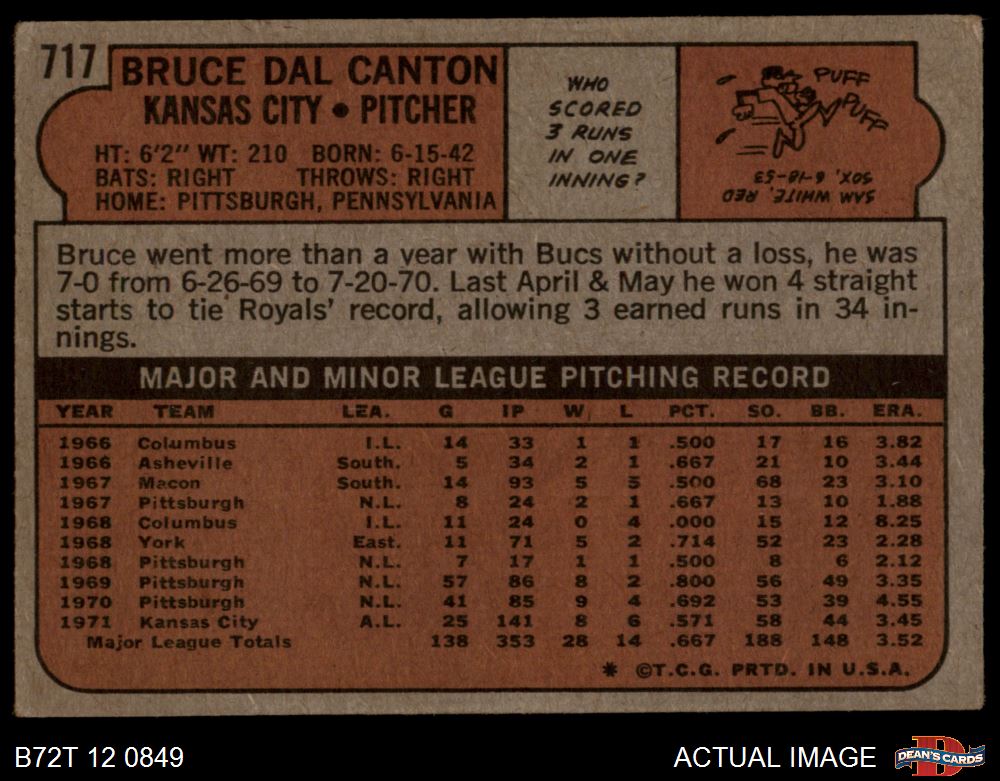 717
BRUCE DAL CANTON
KANSAS CITY • PITCHER
HT: 6'2" WT: 210 BORN: 6-15-42
BATS: RIGHT THROWS: RIGHT
HOME: PITTSBURGH, PENNSYLVANIA
WHO
SCORED
3 RUNS
IN ONE
INNING?
PUFF
PUFF
SAM WHITE, RED
SOX, 6-18-53
Bruce went more than a year with Bucs without a loss, he was
7-0 from 6-26-69 to 7-20-70. Last April & May he won 4 straight
starts to tie Royals' record, allowing 3 earned runs in 34 in-
nings.
MAJOR AND MINOR LEAGUE PITCHING RECORD
YEAR TEAM LEA. G IP W L PCT. SO. BB. ERA.
1966 Columbus I.L. 14 33 1 1 .500 17 16 3.82
1966 Asheville South. 5 34 2 1 .667 21 10 3.44
1967 Macon South. 14 93 5 5 .500 68 23 3.10
1967 Pittsburgh N.L. 8 24 2 1 .667 13 10 1.88
1968 Columbus I.L. 11 24 0 4 .000 15 12 8.25
1968 York East. 11 71 5 2 .714 52 23 2.28
1968 Pittsburgh N.L. 7 17 1 1 .500 8 6 2.12
1969 Pittsburgh N.L. 57 86 8 2 .800 56 49 3.35
1970 Pittsburgh N.L. 41 85 9 4 .692 53 39 4.55
1971 Kansas City A.L. 25 141 8 6 .571 58 44 3.45
Major League Totals 138 353 28 14 .667 188 148 3.52
* ©T.C.G. PRTD. IN U.S.A.
B72T 12 0849
ACTUAL IMAGE
D
DEAN'S CARDS